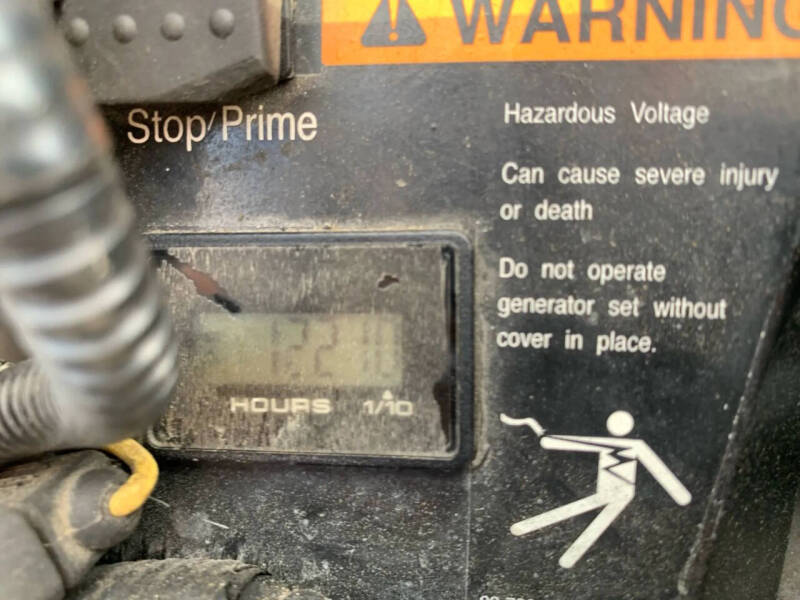 WARNING
Stop/Prime
Hazardous Voltage
Can cause severe injury
or death
Do not operate
generator set without
cover in place.
HOURS 1/10